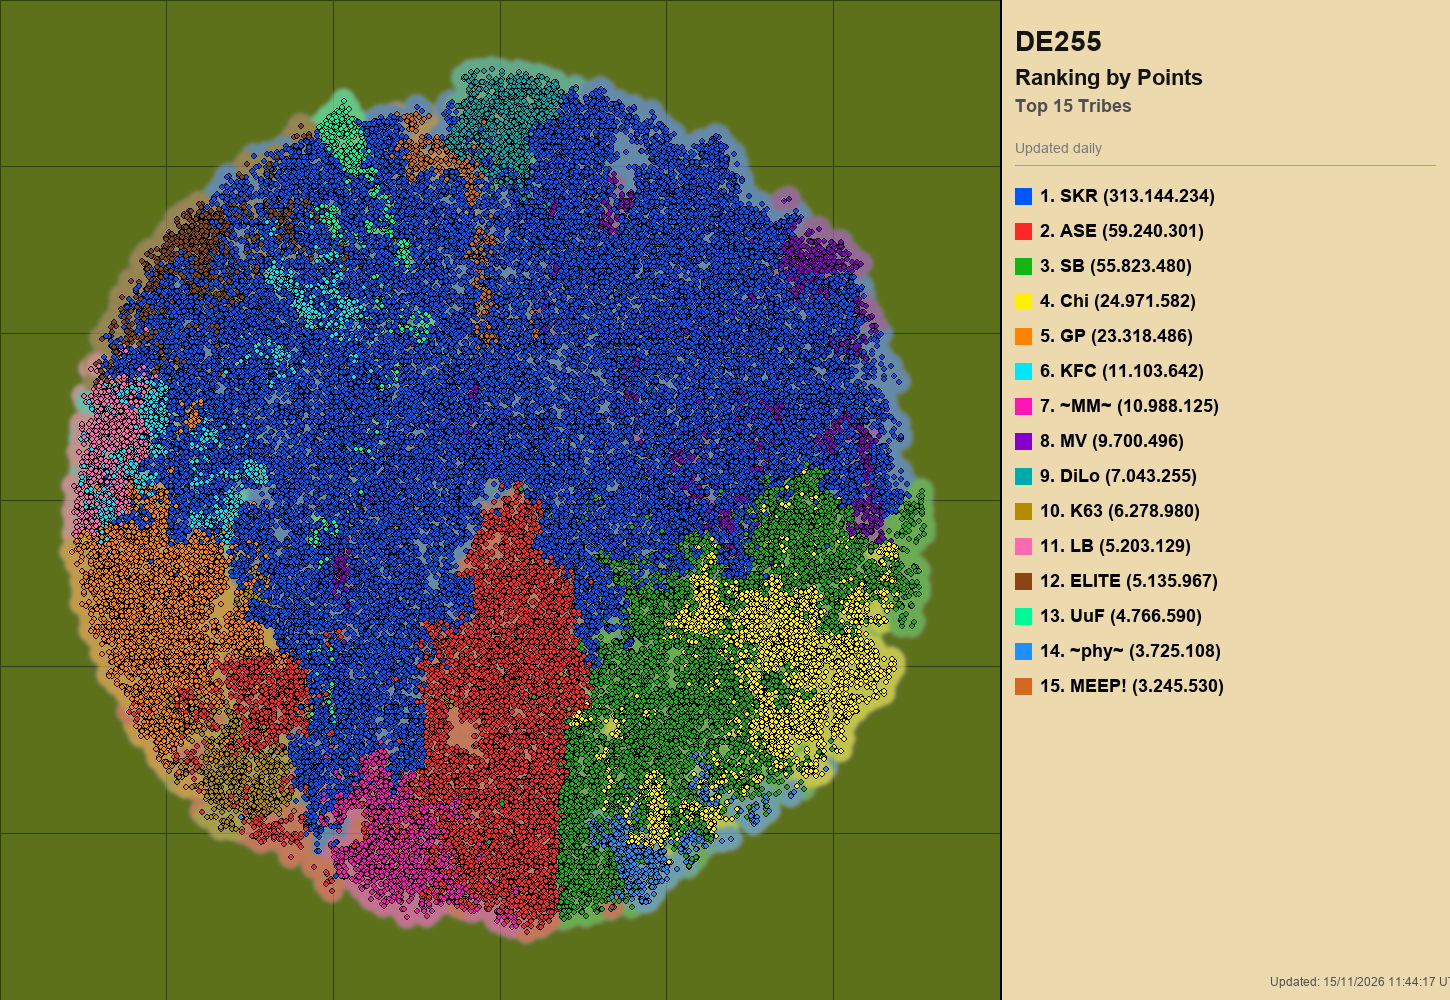 DE255
Ranking by Points
Top 15 Tribes
Updated daily
1. SKR (313.144.234)
2. ASE (59.240.301)
3. SB (55.823.480)
4. Chi (24.971.582)
5. GP (23.318.486)
6. KFC (11.103.642)
7. ~MM~ (10.988.125)
8. MV (9.700.496)
9. DiLo (7.043.255)
10. K63 (6.278.980)
11. LB (5.203.129)
12. ELITE (5.135.967)
13. UuF (4.766.590)
14. ~phy~ (3.725.108)
15. MEEP! (3.245.530)
Updated: 15/11/2026 11:44:17 U